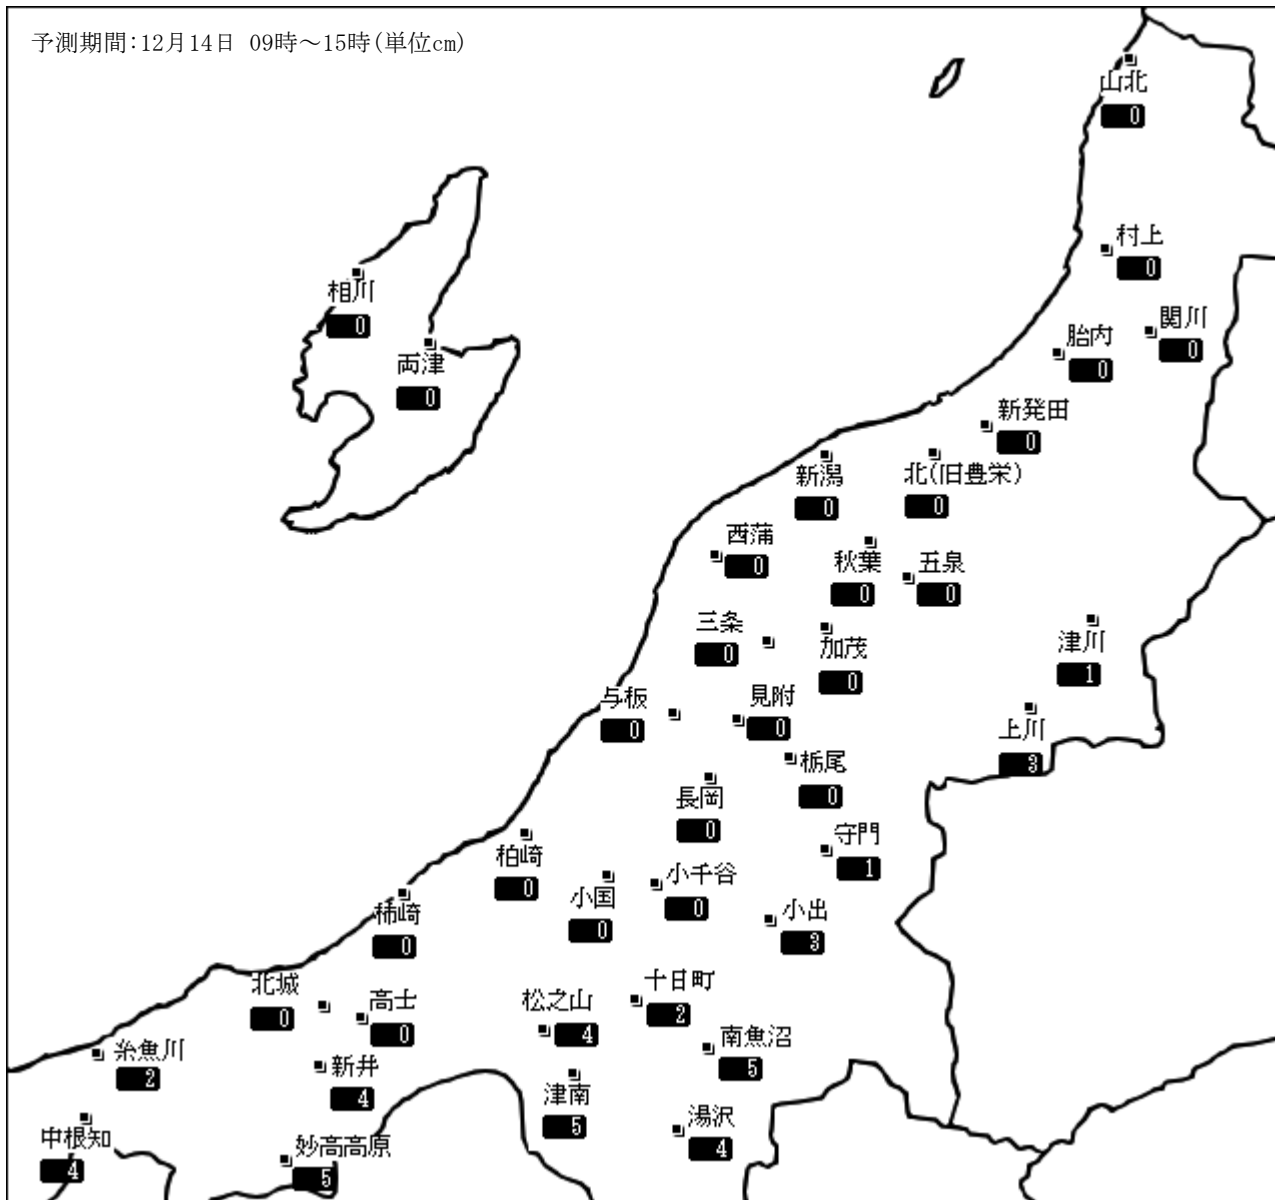 予測期間:12月14日 09時～15時(単位cm)
山北
0
村上
0
相川
0
関川
0
胎内
0
両津
0
新発田
0
新潟
0
北(旧豊栄)
0
西蒲
0
秋葉
0
五泉
0
三条
0
加茂
0
津川
1
与板
0
見附
0
上川
3
栃尾
0
長岡
0
守門
1
柏崎
0
小千谷
0
小国
0
柿崎
0
小出
3
北城
0
高士
0
松之山
4
十日町
2
南魚沼
5
糸魚川
2
新井
4
津南
5
湯沢
4
中根知
4
妙高高原
5